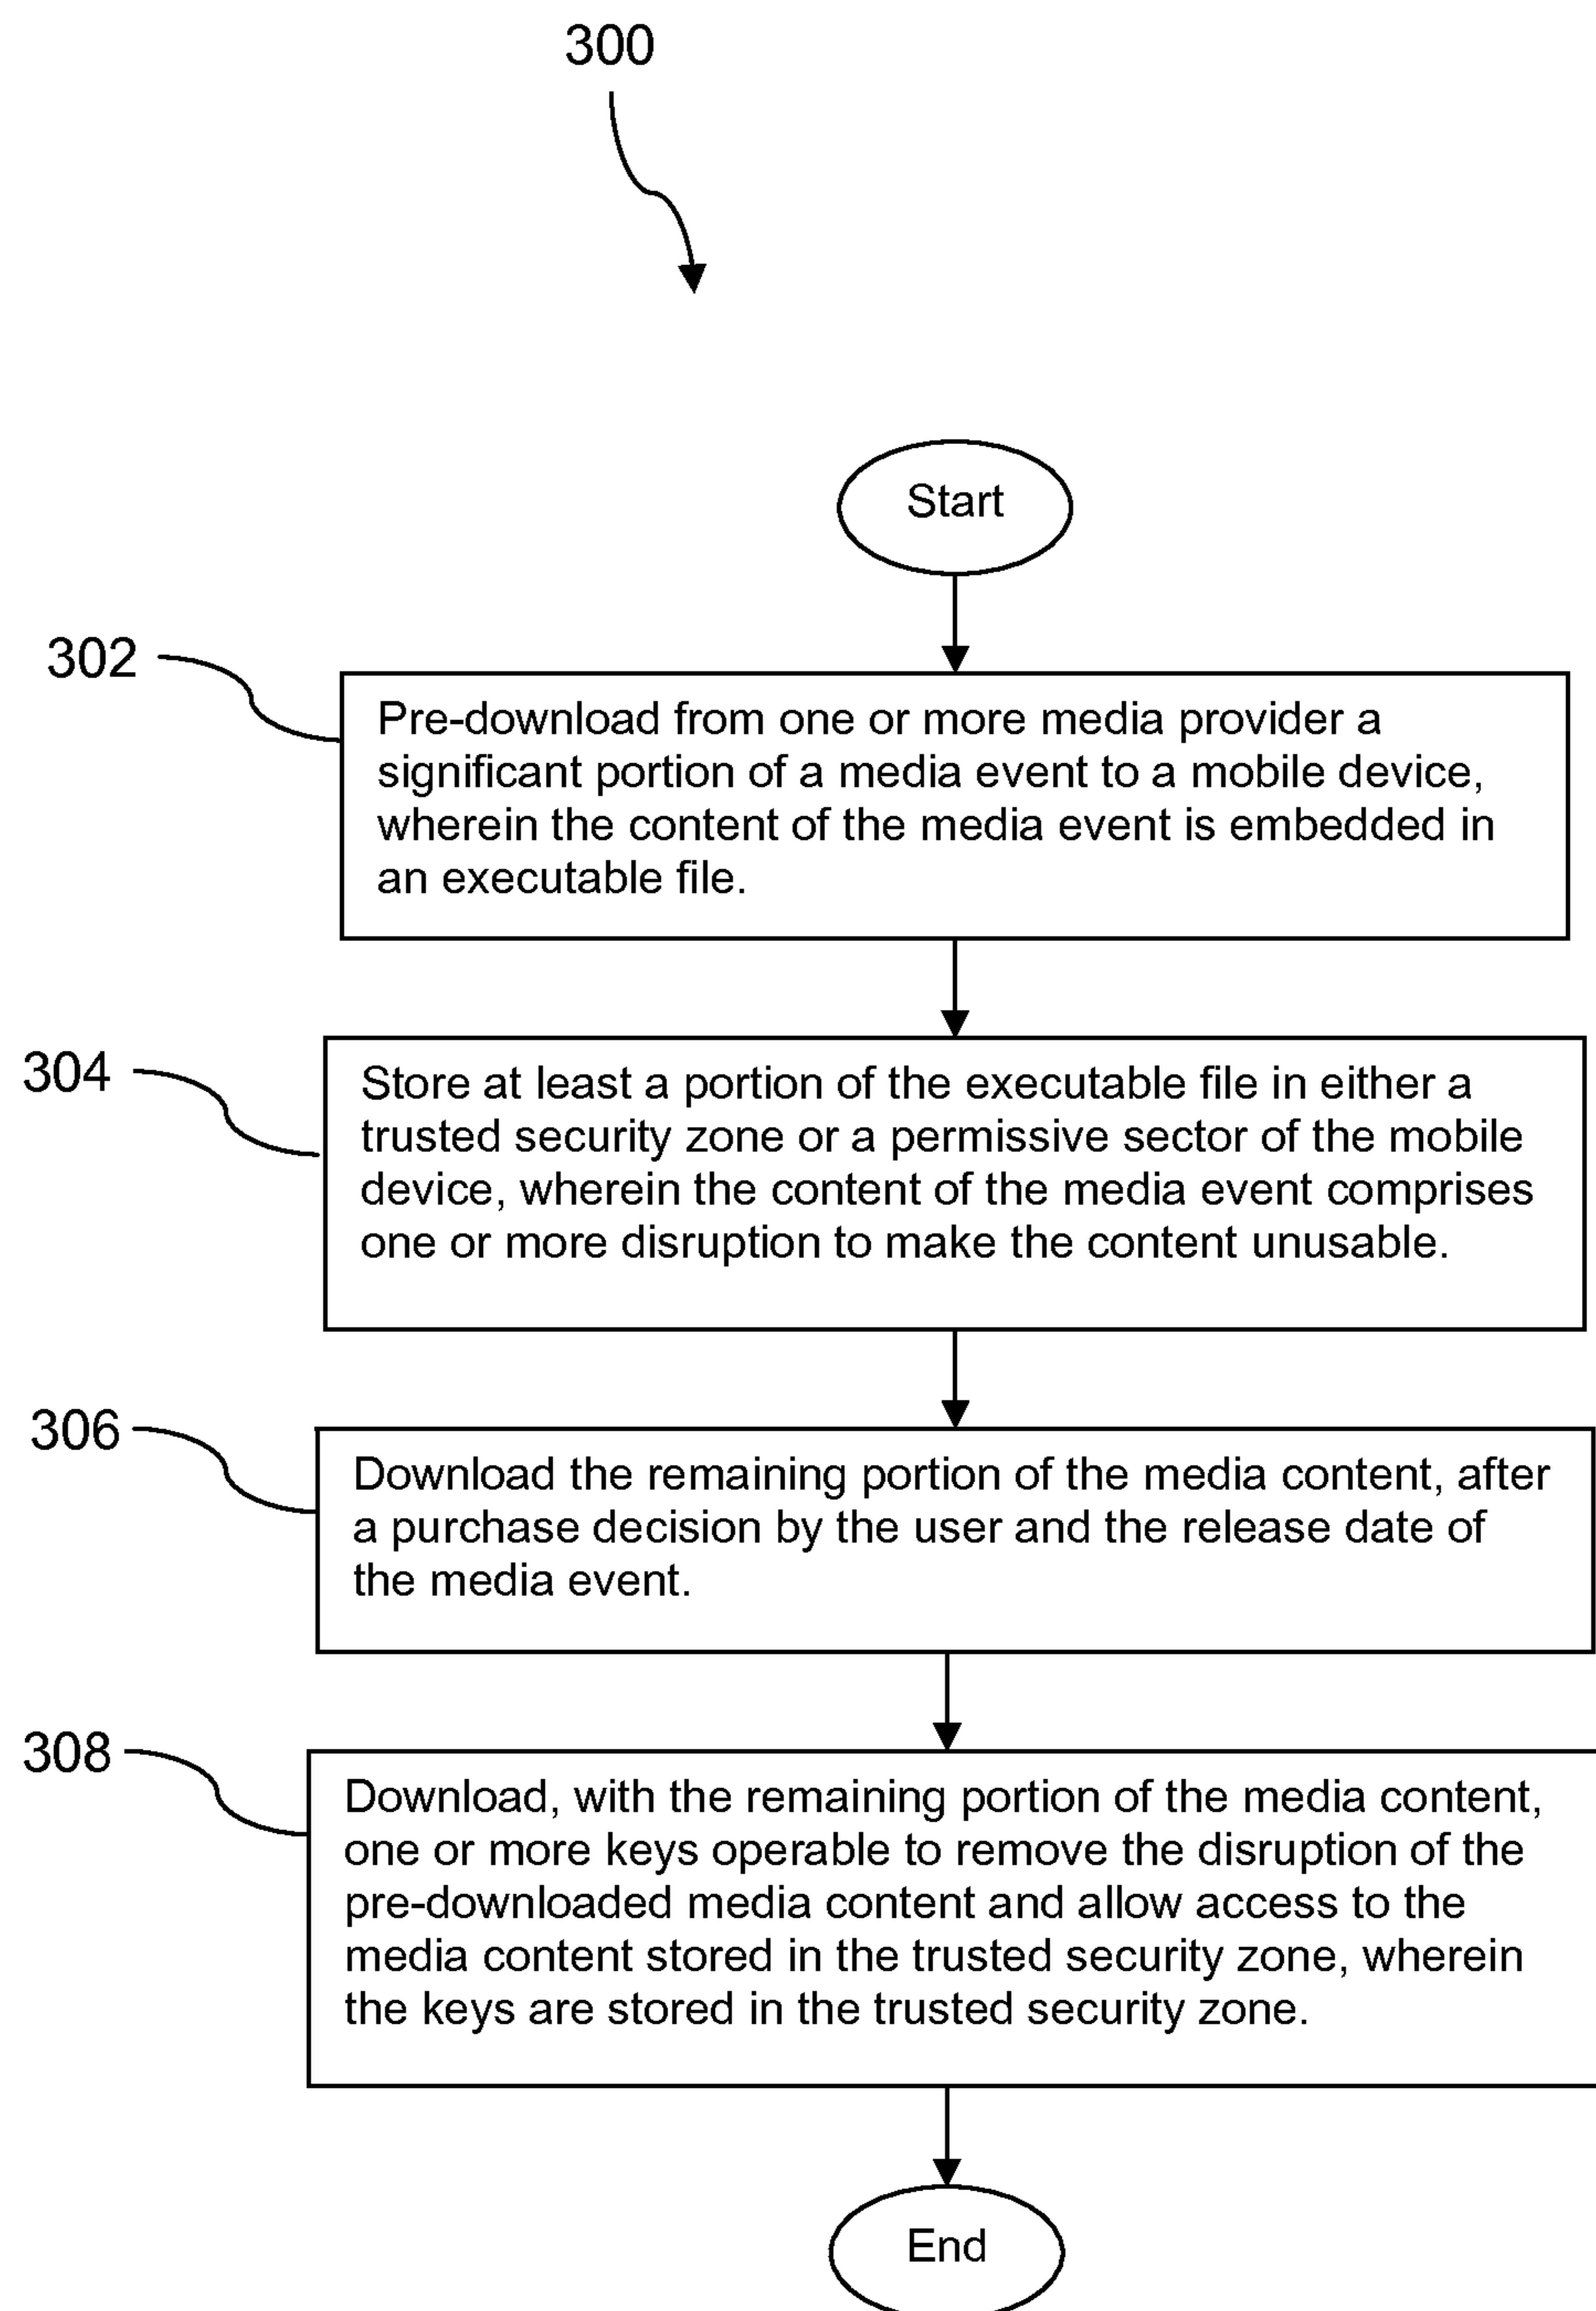 300
Start
302
Pre-download from one or more media provider a
significant portion of a media event to a mobile device,
wherein the content of the media event is embedded in
an executable file.
304
Store at least a portion of the executable file in either a
trusted security zone or a permissive sector of the mobile
device, wherein the content of the media event comprises
one or more disruption to make the content unusable.
306
Download the remaining portion of the media content, after
a purchase decision by the user and the release date of
the media event.
308
Download, with the remaining portion of the media content,
one or more keys operable to remove the disruption of the
pre-downloaded media content and allow access to the
media content stored in the trusted security zone, wherein
the keys are stored in the trusted security zone.
End